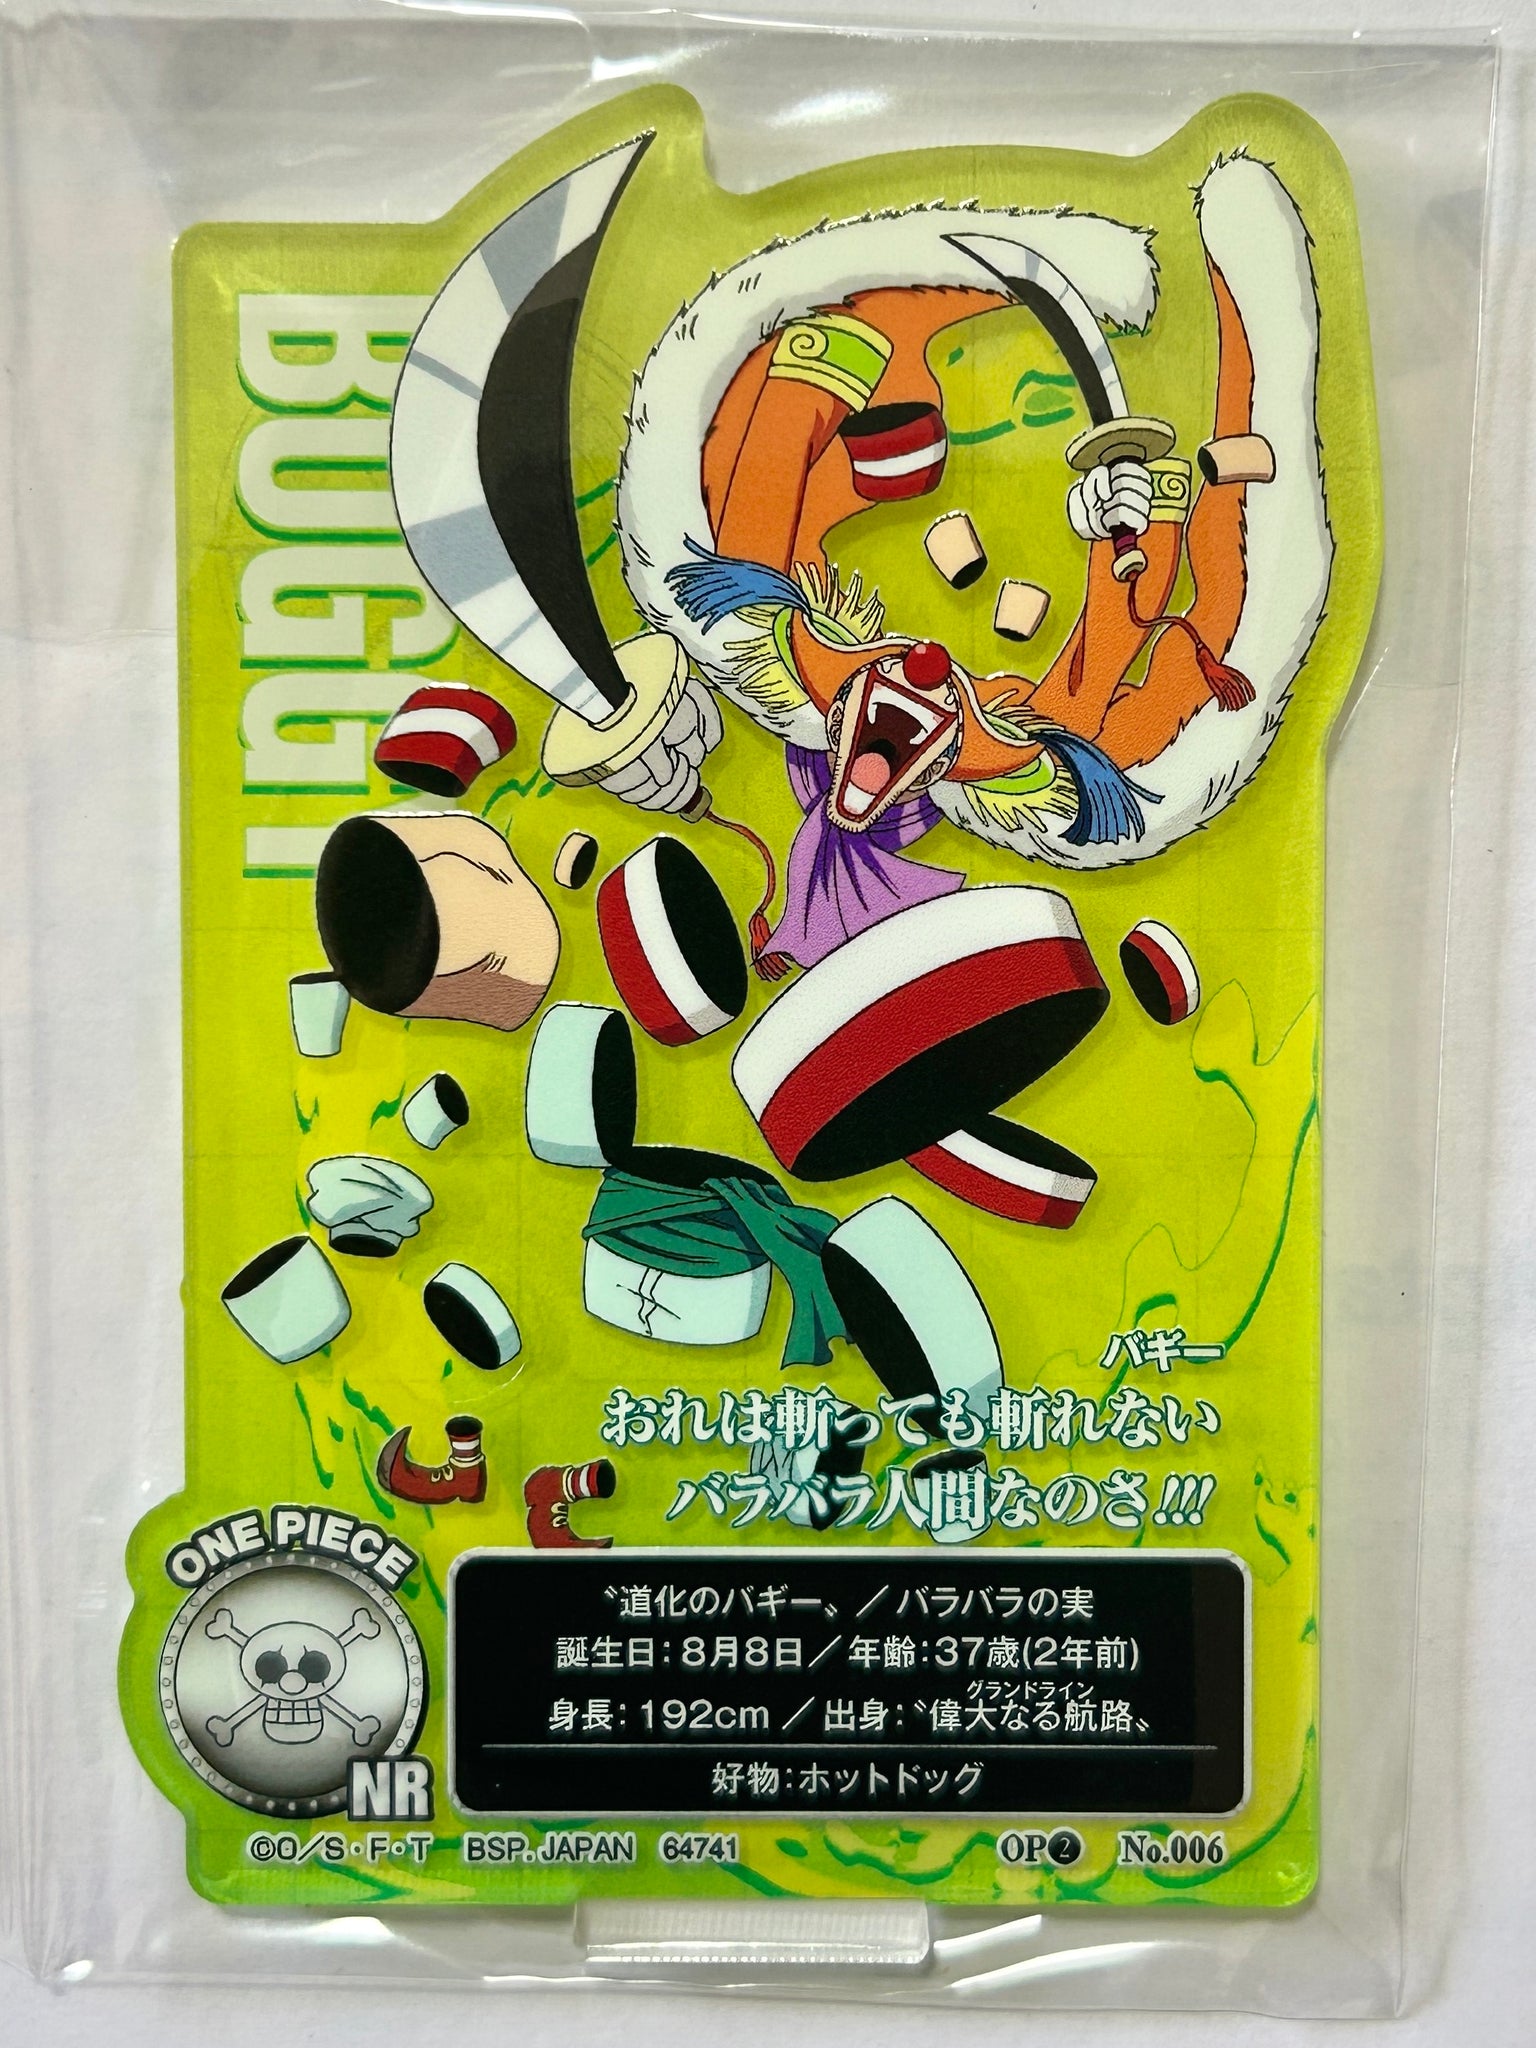 BUGGY
バギー
おれは斬っても斬れない
バラバラ人間なのさ!!!
ONE PIECE
NR
〝道化のバギー〟／バラバラの実
誕生日：8月8日／年齢：37歳(2年前)
グランドライン
身長：192cm／出身：〝偉大なる航路〟
好物：ホットドッグ
©O/S・F・T BSP. JAPAN 64741
OP❷ No.006